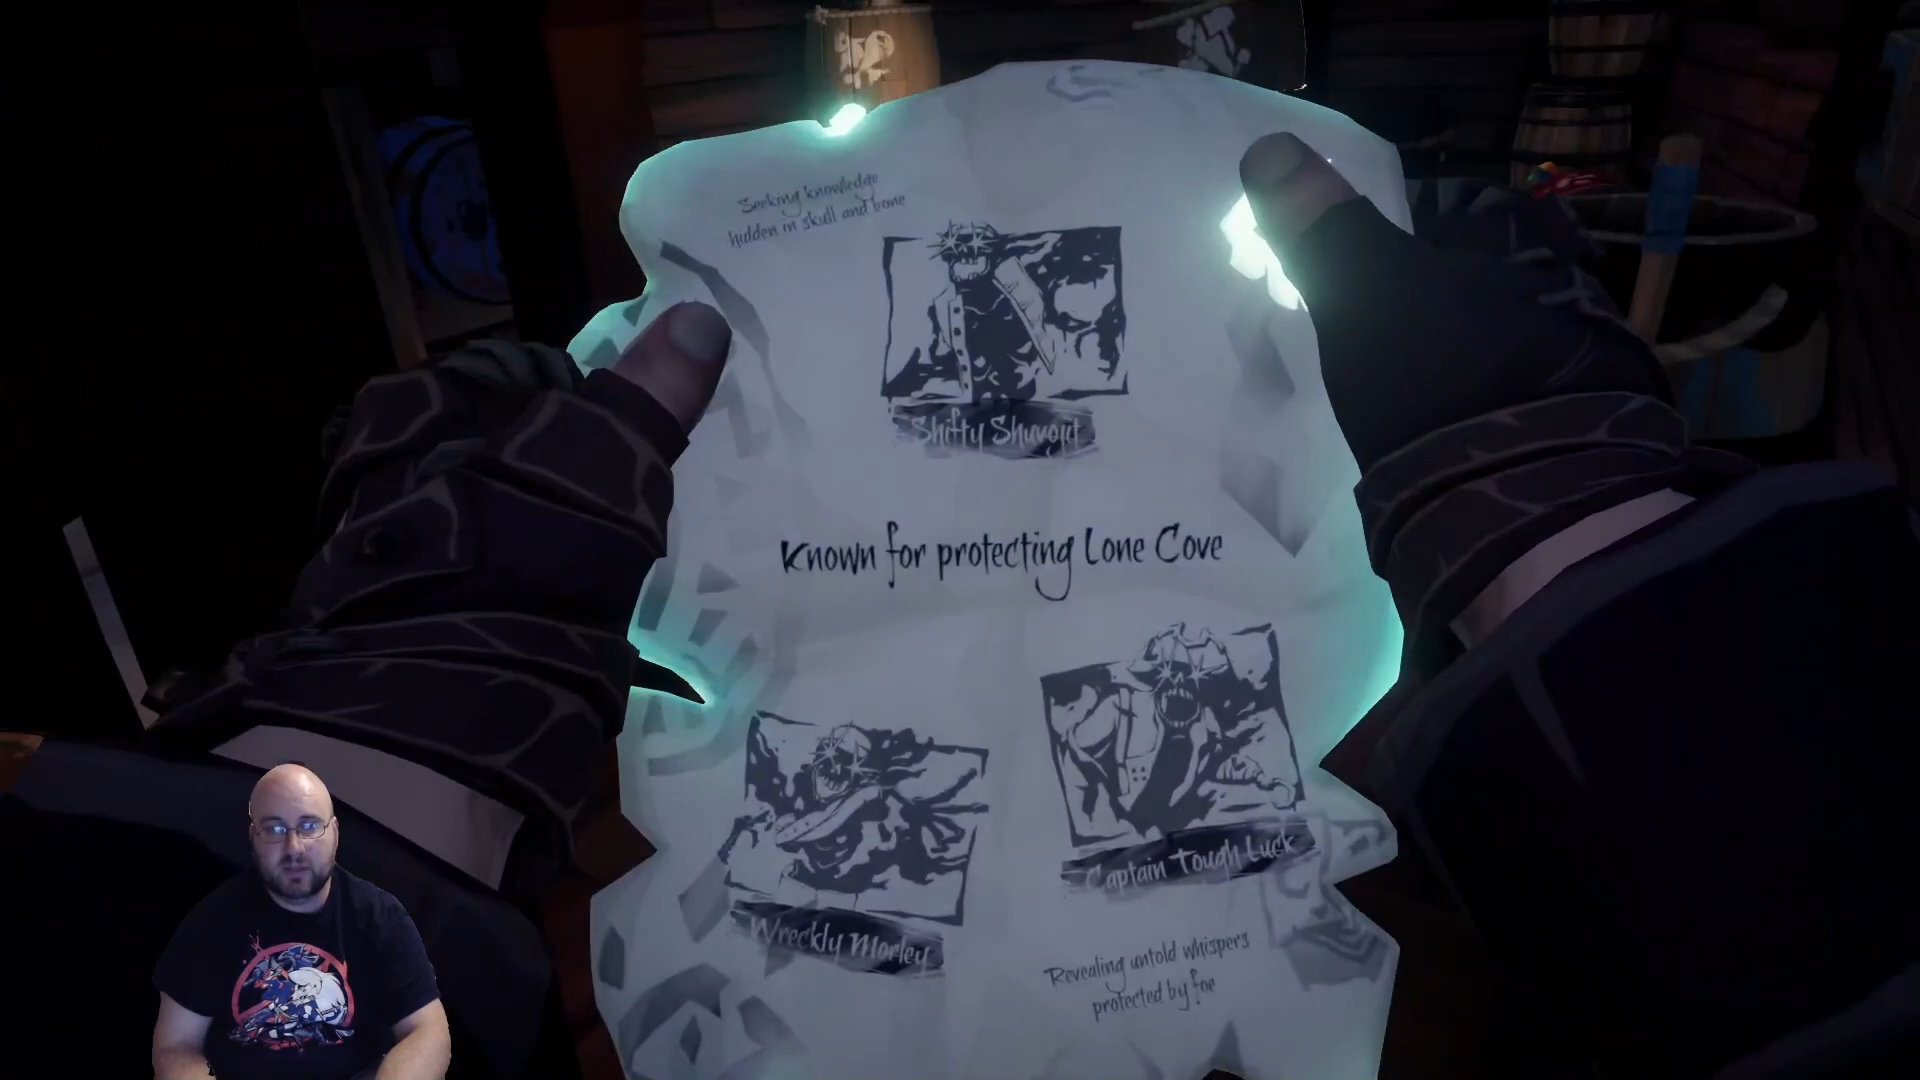 Seeking knowledge
hidden in skull and bone
Shifty Shuvout
Known for protecting Lone Cove
Wreckly Morley
Captain Tough Luck
Revealing untold whispers
protected by foe